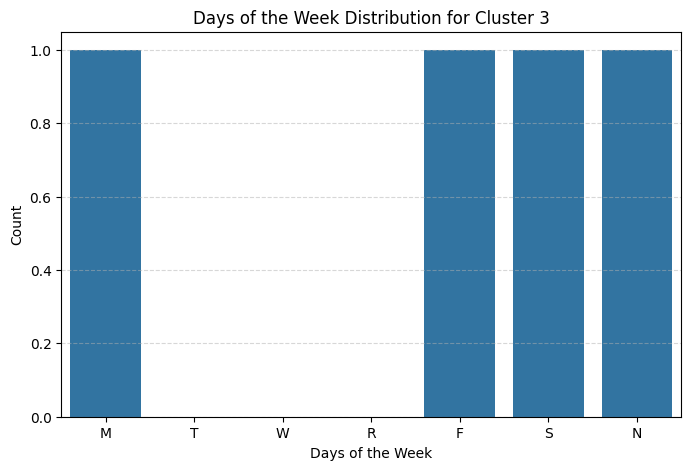 Days of the Week Distribution for Cluster 3
Count
1.0
0.8
0.6
0.4
0.2
0.0
M T W R F S N
Days of the Week